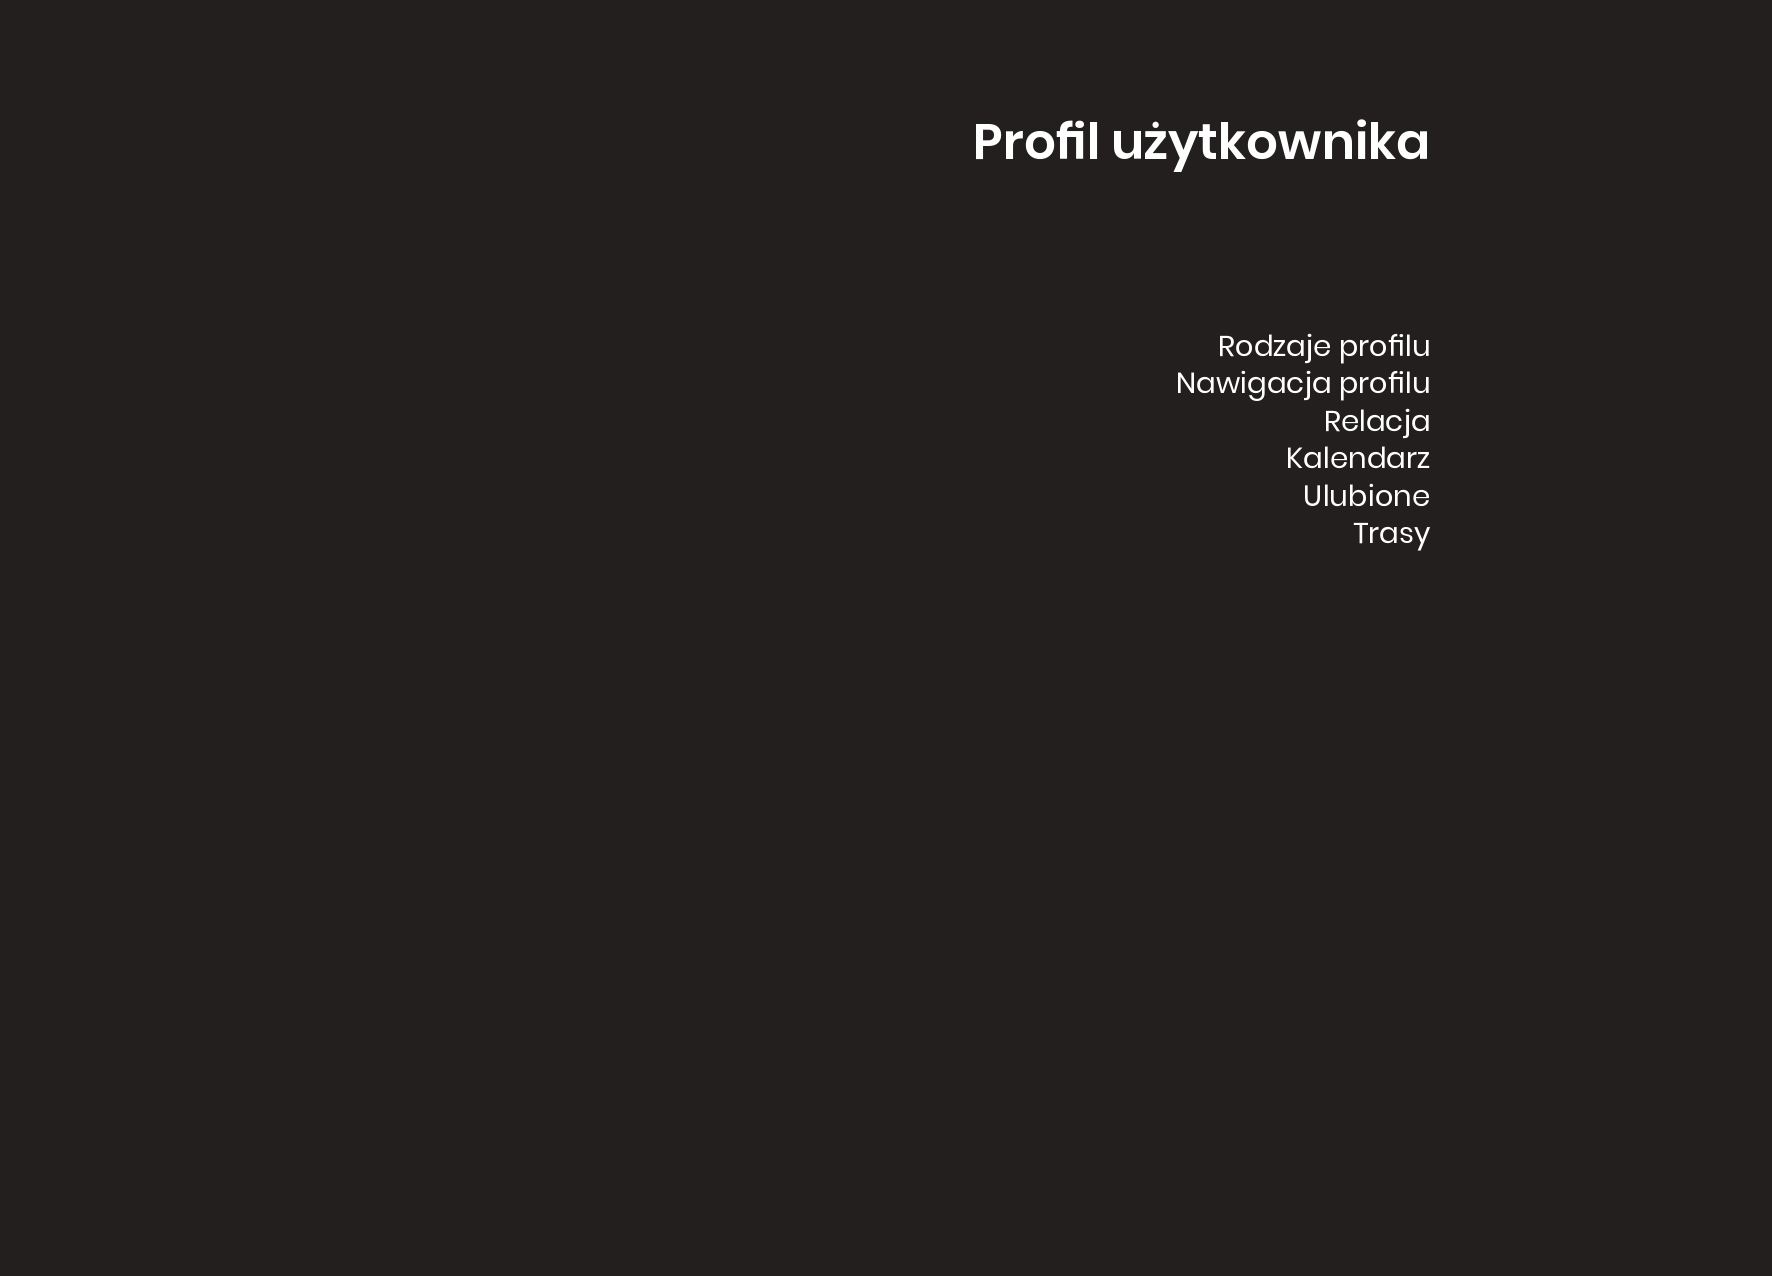 Profil użytkownika
Rodzaje profilu
Nawigacja profilu
Relacja
Kalendarz
Ulubione
Trasy